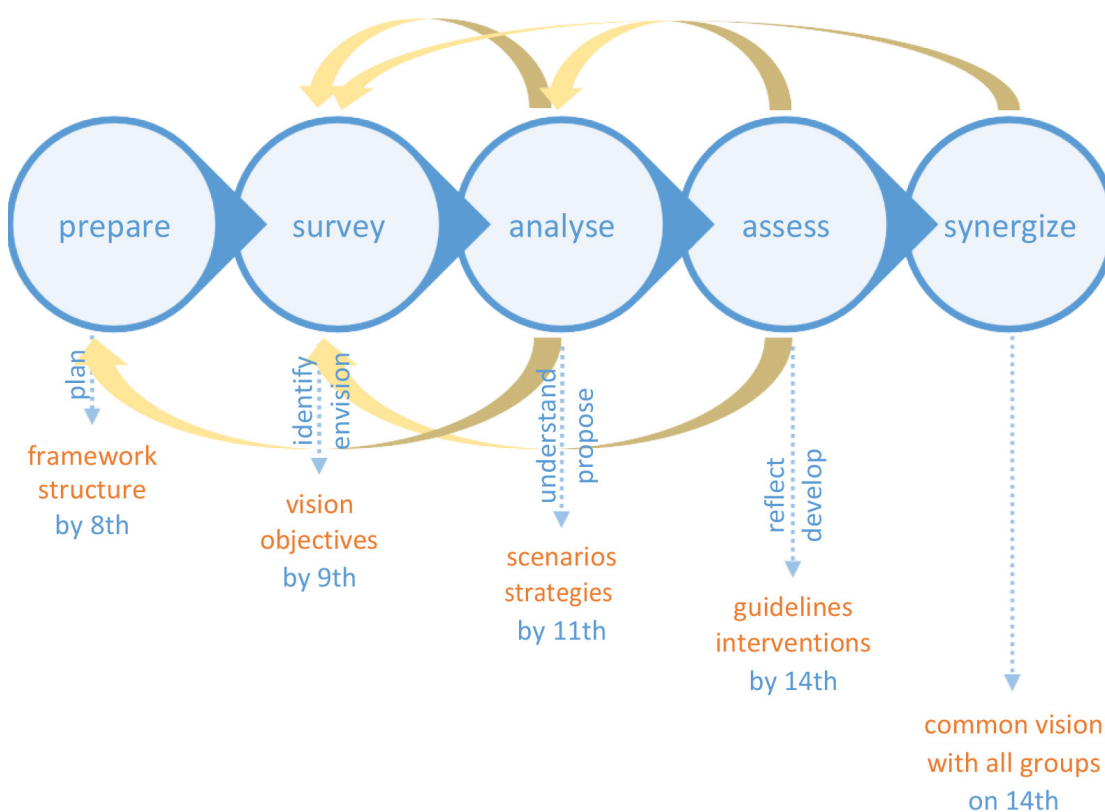 prepare
survey
analyse
assess
synergize
plan
identify
envision
understand
propose
reflect
develop
framework
structure
by 8th
vision
objectives
by 9th
scenarios
strategies
by 11th
guidelines
interventions
by 14th
common vision
with all groups
on 14th